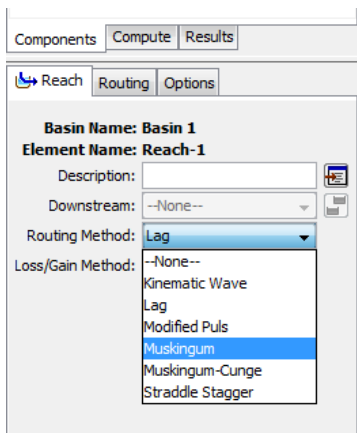 Components Compute Results
Reach Routing Options
Basin Name: Basin 1
Element Name: Reach-1
Description:
Downstream: --None--
Routing Method: Lag
Loss/Gain Method: --None--
Kinematic Wave
Lag
Modified Puls
Muskingum
Muskingum-Cunge
Straddle Stagger